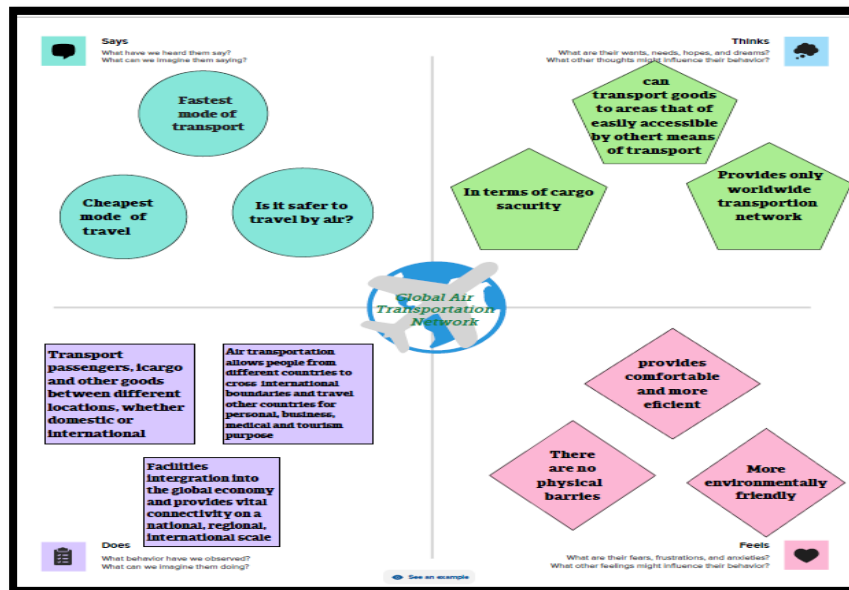 Says
What have we heard them say?
What can we imagine them saying?
Thinks
What are their wants, needs, hopes, and dreams?
What other thoughts might influence their behavior?
Fastest
mode of
transport
Cheapest
mode of
travel
Is it safer to
travel by air?
can
transport goods
to areas that of
easily accessible
by othert means
of transport
In terms of cargo
sacurity
Provides only
worldwide
transportion
network
Global Air
Transportation
Network
Transport
passengers, icargo
and other goods
between different
locations, whether
domestic or
international
Air transportation
allows people from
different countries to
cross international
boundaries and travel
other countries for
personal, business,
medical and tourism
purpose
Facilities
intergration into
the global economy
and provides vital
connectivity on a
national, regional,
international scale
provides
comfortable
and more
eficient
There
are no
physical
barries
More
environmentally
friendly
Does
What behavior have we observed?
What can we imagine them doing?
Feels
What are their fears, frustrations, and anxieties?
What other feelings might influence their behavior?
See an example